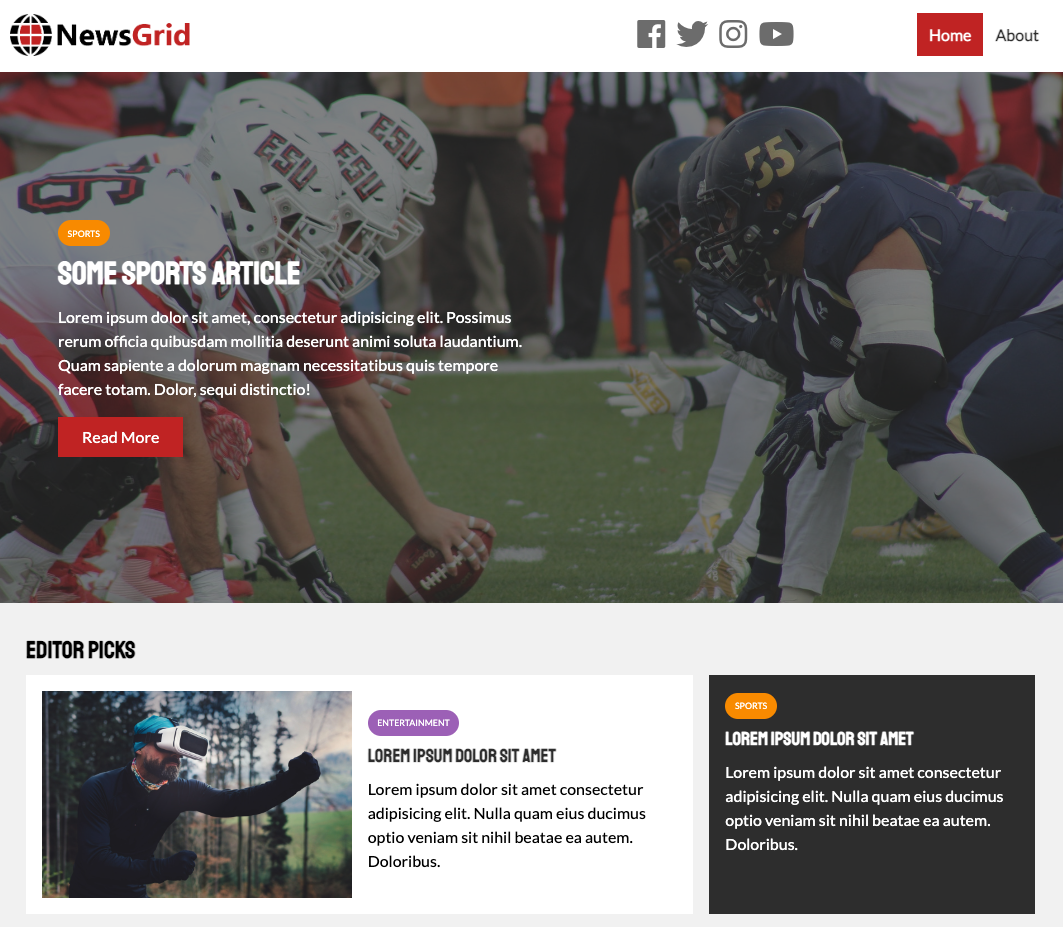 NewsGrid
Home
About
ESU
ESU
ESU
55
SPORTS
SOME SPORTS ARTICLE
Lorem ipsum dolor sit amet, consectetur adipisicing elit. Possimus
rerum officia quibusdam mollitia deserunt animi soluta laudantium.
Quam sapiente a dolorum magnam necessitatibus quis tempore
facere totam. Dolor, sequi distinctio!
Read More
EDITOR PICKS
ENTERTAINMENT
LOREM IPSUM DOLOR SIT AMET
Lorem ipsum dolor sit amet consectetur
adipisicing elit. Nulla quam eius ducimus
optio veniam sit nihil beatae ea autem.
Doloribus.
SPORTS
LOREM IPSUM DOLOR SIT AMET
Lorem ipsum dolor sit amet consectetur
adipisicing elit. Nulla quam eius ducimus
optio veniam sit nihil beatae ea autem.
Doloribus.